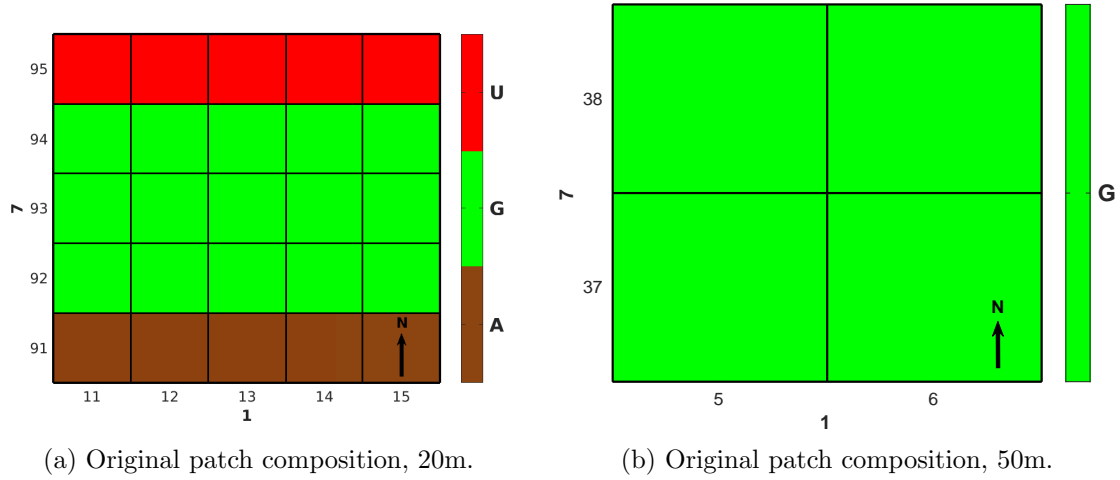 95
94
93
92
91
7
11
12
13
14
15
1
N
U
G
A
(a) Original patch composition, 20m.
38
37
7
5
6
1
N
G
(b) Original patch composition, 50m.